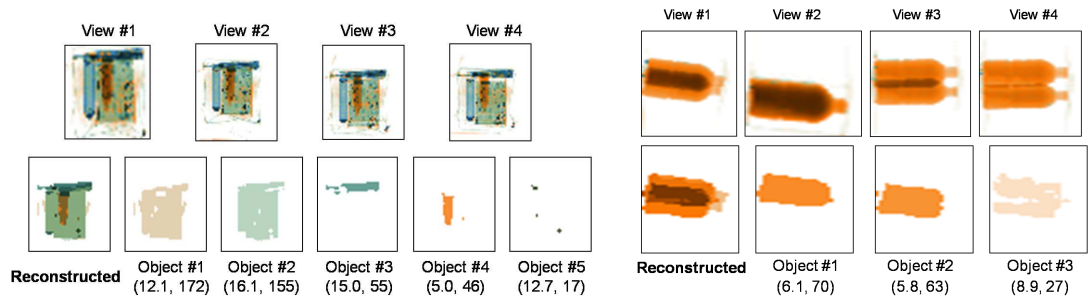 View #1 View #2 View #3 View #4
Reconstructed Object #1 Object #2 Object #3 Object #4 Object #5
(12.1, 172) (16.1, 155) (15.0, 55) (5.0, 46) (12.7, 17)
View #1 View #2 View #3 View #4
Reconstructed Object #1 Object #2 Object #3
(6.1, 70) (5.8, 63) (8.9, 27)